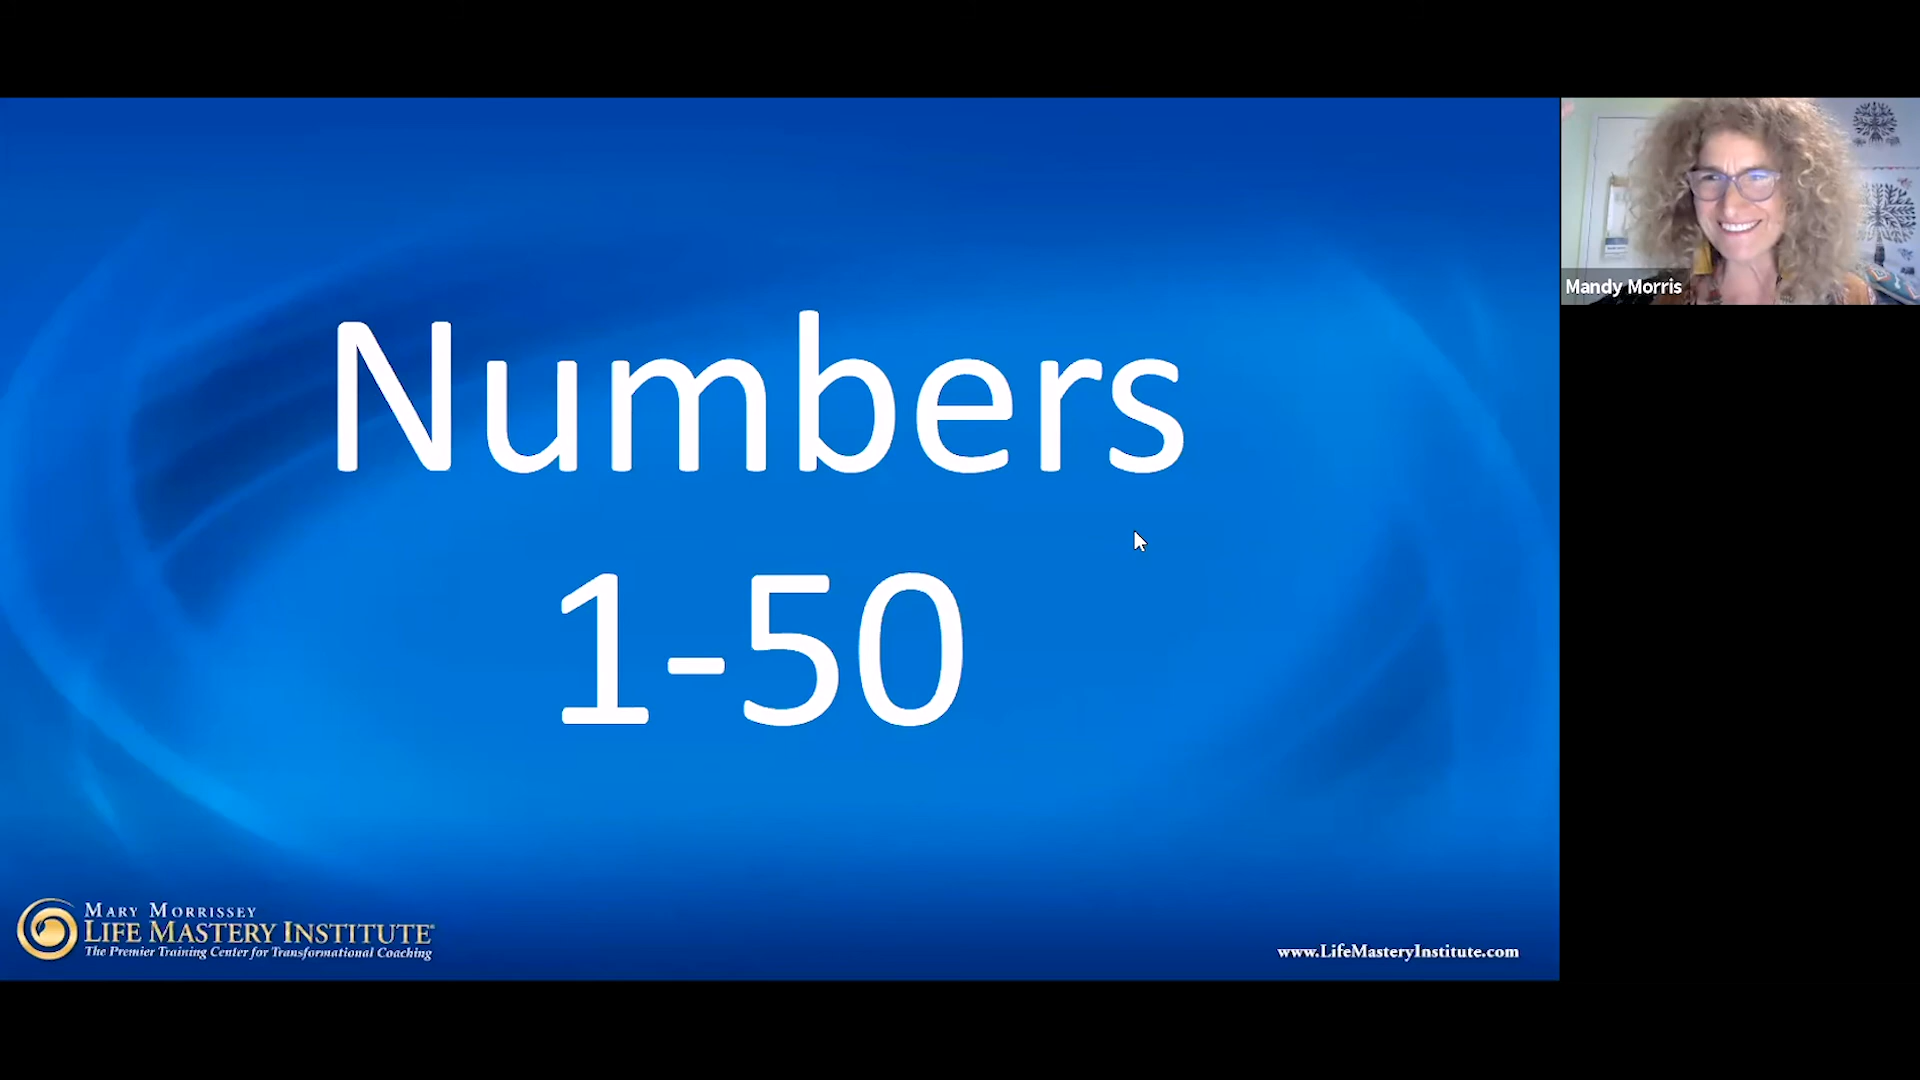 Numbers
1-50
Mandy Morris
MARY MORRISSEY
LIFE MASTERY INSTITUTE®
The Premier Training Center for Transformational Coaching
www.LifeMasteryInstitute.com